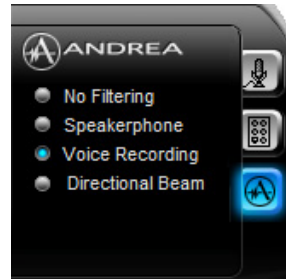 ANDREA
No Filtering
Speakerphone
Voice Recording
Directional Beam